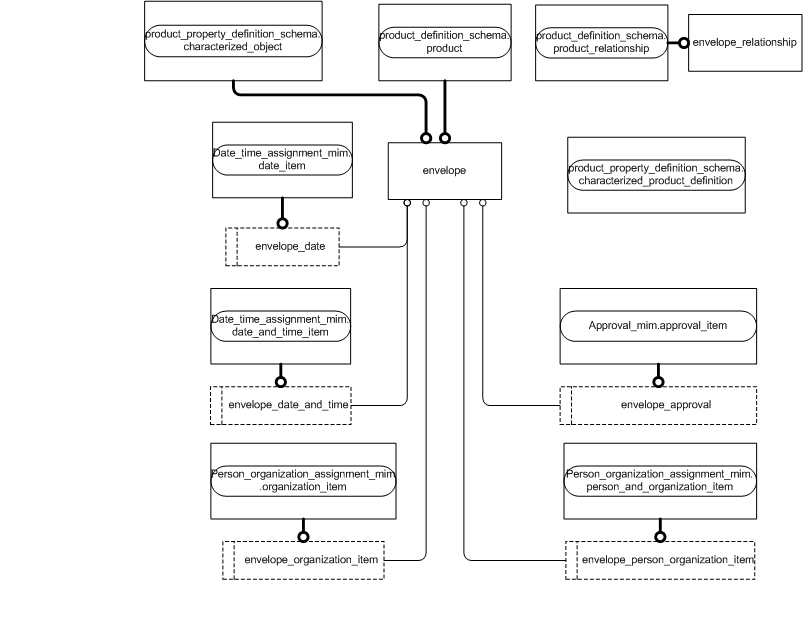 product_property_definition_schema.
characterized_object
product_definition_schema.
product
product_definition_schema.
product_relationship
envelope_relationship
Date_time_assignment_mim.
date_item
envelope
product_property_definition_schema.
characterized_product_definition
envelope_date
Date_time_assignment_mim.
date_and_time_item
Approval_mim.approval_item
envelope_date_and_time
envelope_approval
Person_organization_assignment_mim
.organization_item
Person_organization_assignment_mim.
person_and_organization_item
envelope_organization_item
envelope_person_organization_item